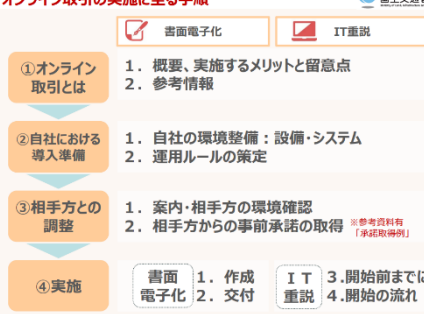 オンライン取引の実施に至る手順
国土交通省
書面電子化
IT重説
①オンライン
取引とは
1. 概要、実施するメリットと留意点
2. 参考情報
②自社における
導入準備
1. 自社の環境整備:設備・システム
2. 運用ルールの策定
③相手方との
調整
1. 案内・相手方の環境確認
2. 相手方からの事前承諾の取得
※参考資料有
「承諾取得例」
④実施
書面
電子化
1. 作成
2. 交付
IT
重説
3.開始前までに
4.開始の流れ